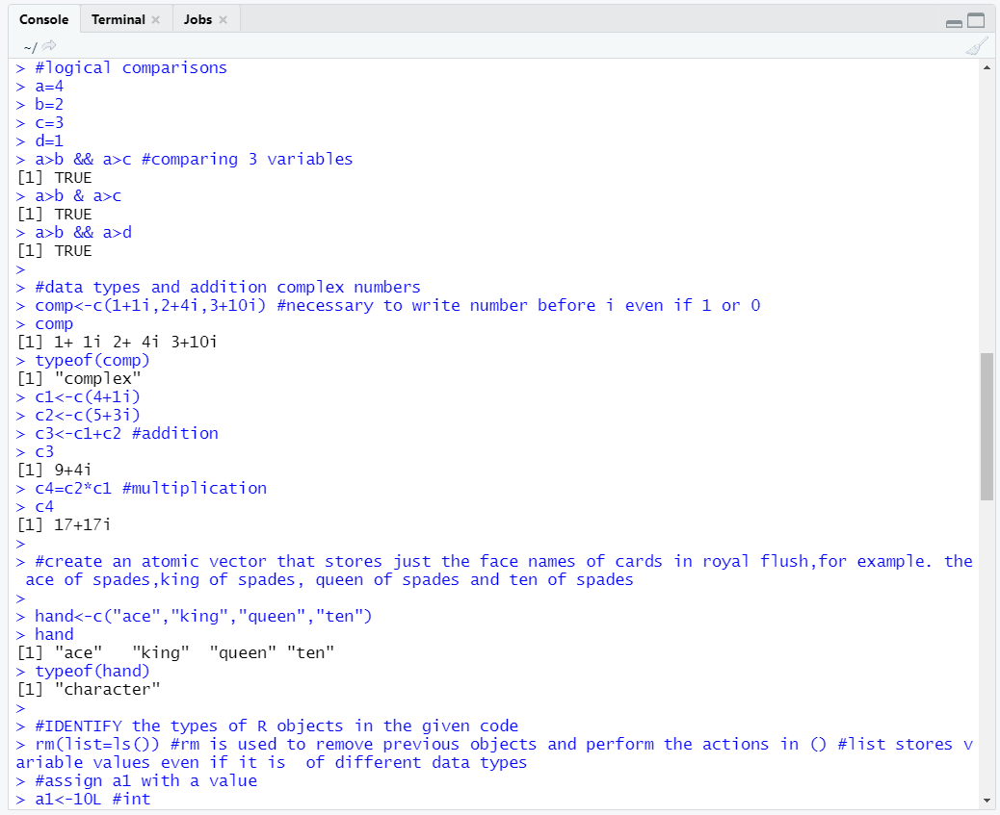 Console Terminal × Jobs ×
~/
> #logical comparisons
> a=4
> b=2
> c=3
> d=1
> a>b && a>c #comparing 3 variables
[1] TRUE
> a>b & a>c
[1] TRUE
> a>b && a>d
[1] TRUE
>
> #data types and addition complex numbers
> comp<-c(1+1i,2+4i,3+10i) #necessary to write number before i even if 1 or 0
> comp
[1] 1+ 1i 2+ 4i 3+10i
> typeof(comp)
[1] "complex"
> c1<-c(4+1i)
> c2<-c(5+3i)
> c3<-c1+c2 #addition
> c3
[1] 9+4i
> c4=c2*c1 #multiplication
> c4
[1] 17+17i
>
> #create an atomic vector that stores just the face names of cards in royal flush,for example. the
 ace of spades,king of spades, queen of spades and ten of spades
>
> hand<-c("ace","king","queen","ten")
> hand
[1] "ace"   "king"  "queen" "ten"
> typeof(hand)
[1] "character"
>
> #IDENTIFY the types of R objects in the given code
> rm(list=ls()) #rm is used to remove previous objects and perform the actions in () #list stores v
ariable values even if it is  of different data types
> #assign a1 with a value
> a1<-10L #int